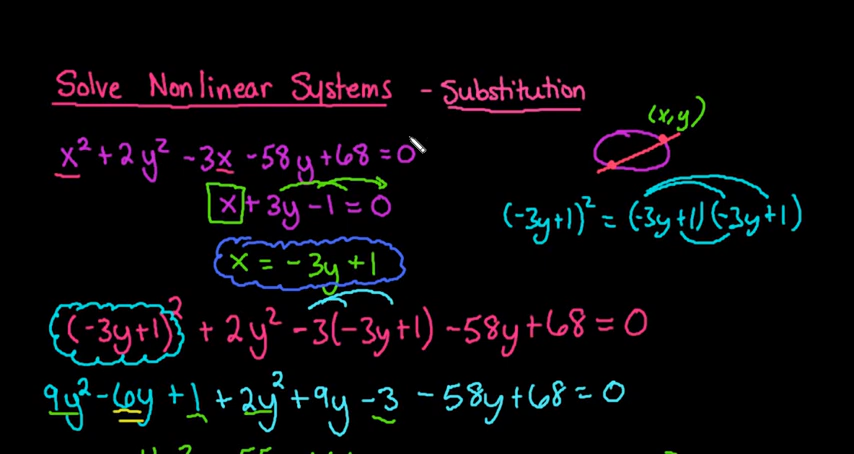 Solve Nonlinear Systems - Substitution
(x,y)
x² + 2y² - 3x - 58y + 68 = 0
x + 3y - 1 = 0
(-3y+1)² = (-3y+1)(-3y+1)
x = -3y + 1
(-3y+1)² + 2y² - 3(-3y+1) - 58y + 68 = 0
9y² - 6y + 1 + 2y² + 9y - 3 - 58y + 68 = 0